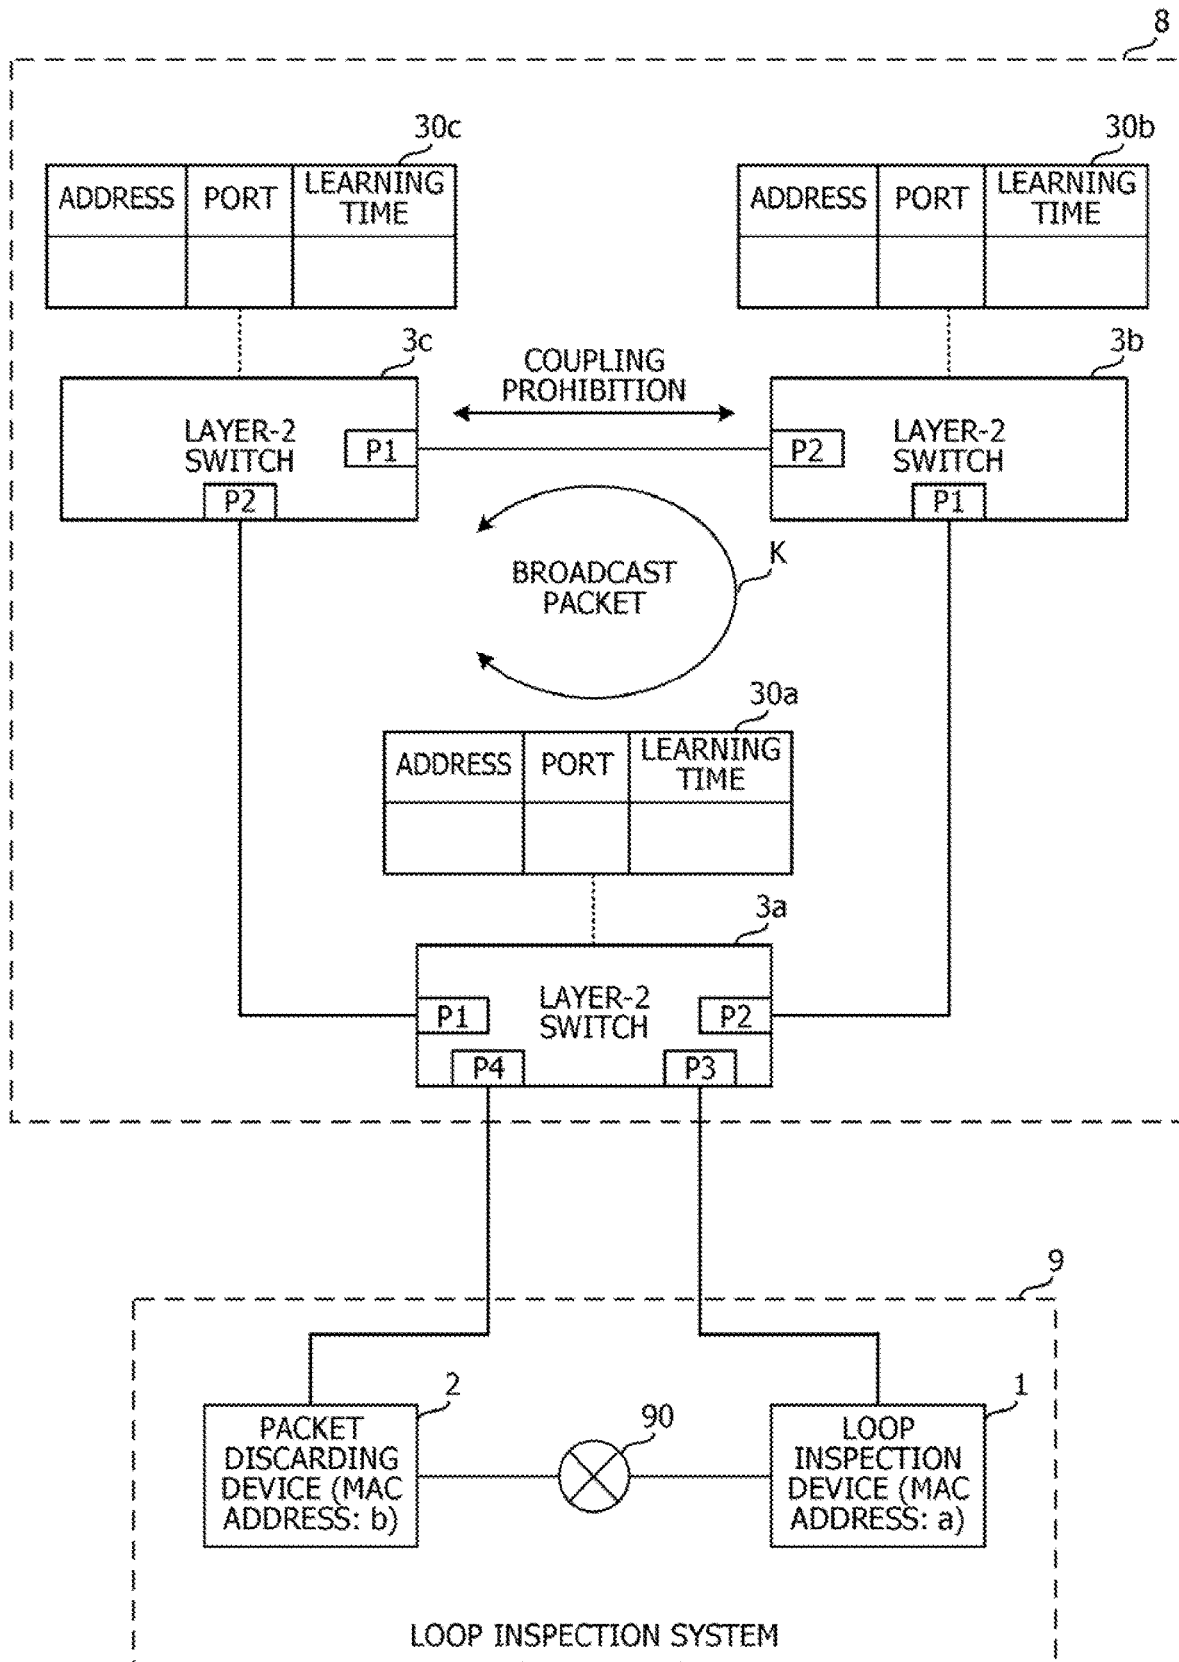 8
30c
30b
ADDRESS PORT LEARNING TIME
ADDRESS PORT LEARNING TIME
3c
3b
COUPLING
PROHIBITION
LAYER-2
SWITCH
P1
P2
P2
LAYER-2
SWITCH
P1
BROADCAST
PACKET
K
30a
ADDRESS PORT LEARNING TIME
3a
LAYER-2
SWITCH
P1
P2
P4
P3
9
2
90
1
PACKET
DISCARDING
DEVICE (MAC
ADDRESS: b)
LOOP
INSPECTION
DEVICE (MAC
ADDRESS: a)
LOOP INSPECTION SYSTEM